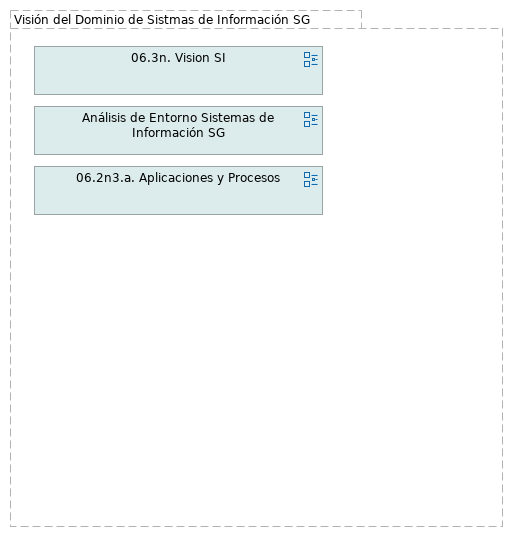 Visión del Dominio de Sistmas de Información SG
06.3n. Vision SI
Análisis de Entorno Sistemas de
Información SG
06.2n3.a. Aplicaciones y Procesos